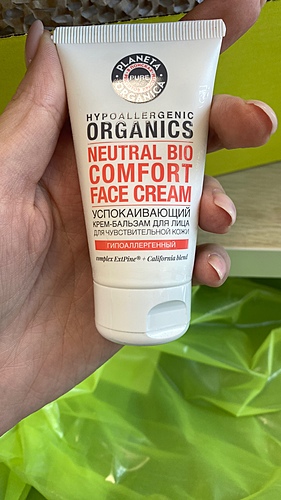 PLANETA
PURE
ORGANICA
HYPOALLERGENIC
ORGANICS
NEUTRAL BIO
COMFORT
FACE CREAM
УСПОКАИВАЮЩИЙ
КРЕМ-БАЛЬЗАМ ДЛЯ ЛИЦА
ДЛЯ ЧУВСТВИТЕЛЬНОЙ КОЖИ
ГИПОАЛЛЕРГЕННЫЙ
complex ExtPine® + California blend